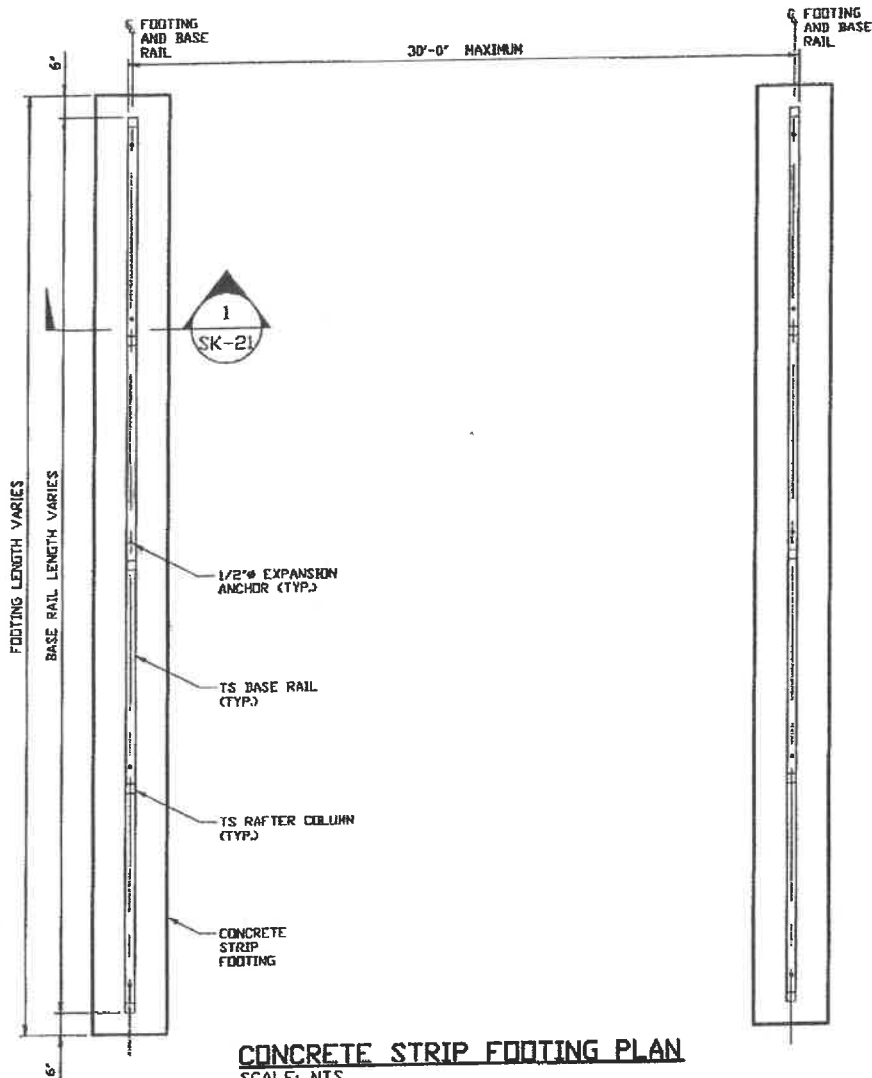 ℄ FOOTING
AND BASE
RAIL
30'-0" MAXIMUM
℄ FOOTING
AND BASE
RAIL
6"
1
SK-21
FOOTING LENGTH VARIES
BASE RAIL LENGTH VARIES
1/2"ø EXPANSION
ANCHOR (TYP.)
TS BASE RAIL
(TYP.)
TS RAFTER COLUMN
(TYP.)
CONCRETE
STRIP
FOOTING
6"
CONCRETE STRIP FOOTING PLAN
SCALE: NTS